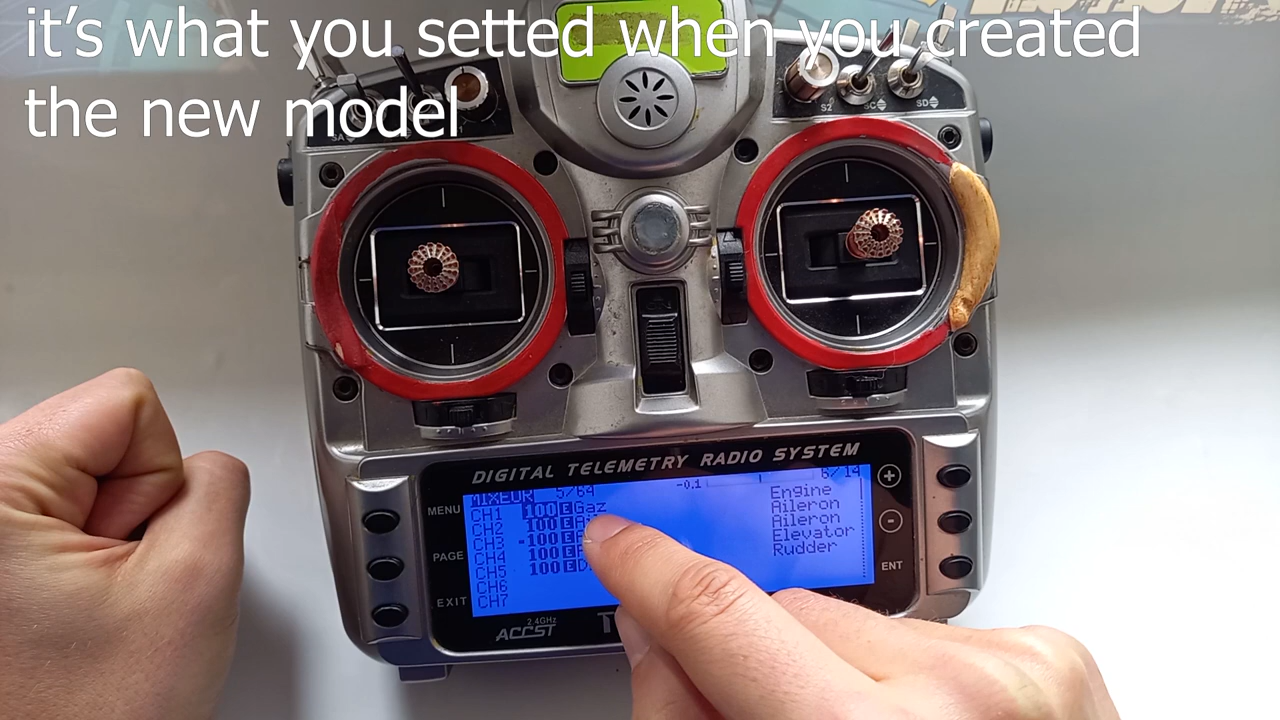 it's what you setted when you created
the new model
S2
SC
SD
DIGITAL TELEMETRY RADIO SYSTEM
MIXEUR 5/64 -0.1 6/14
CH1 100 E Gaz Engine
CH2 100 E Aileron
CH3 -100 E Aileron
CH4 100 E Elevator
CH5 100 E Rudder
CH6
CH7
MENU
PAGE
EXIT
+
-
ENT
2.4GHz
ACCST